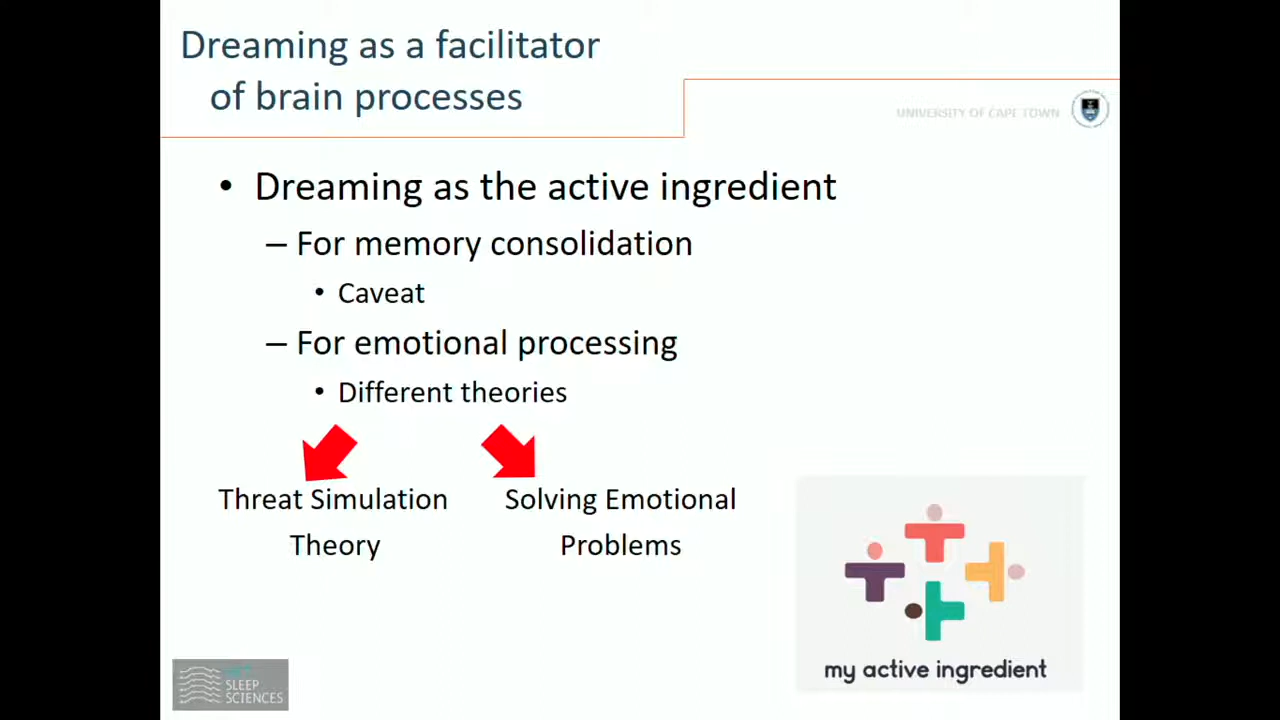 Dreaming as a facilitator
of brain processes
UNIVERSITY OF CAPE TOWN
• Dreaming as the active ingredient
– For memory consolidation
• Caveat
– For emotional processing
• Different theories
Threat Simulation
Theory
Solving Emotional
Problems
my active ingredient
SLEEP
SCIENCES